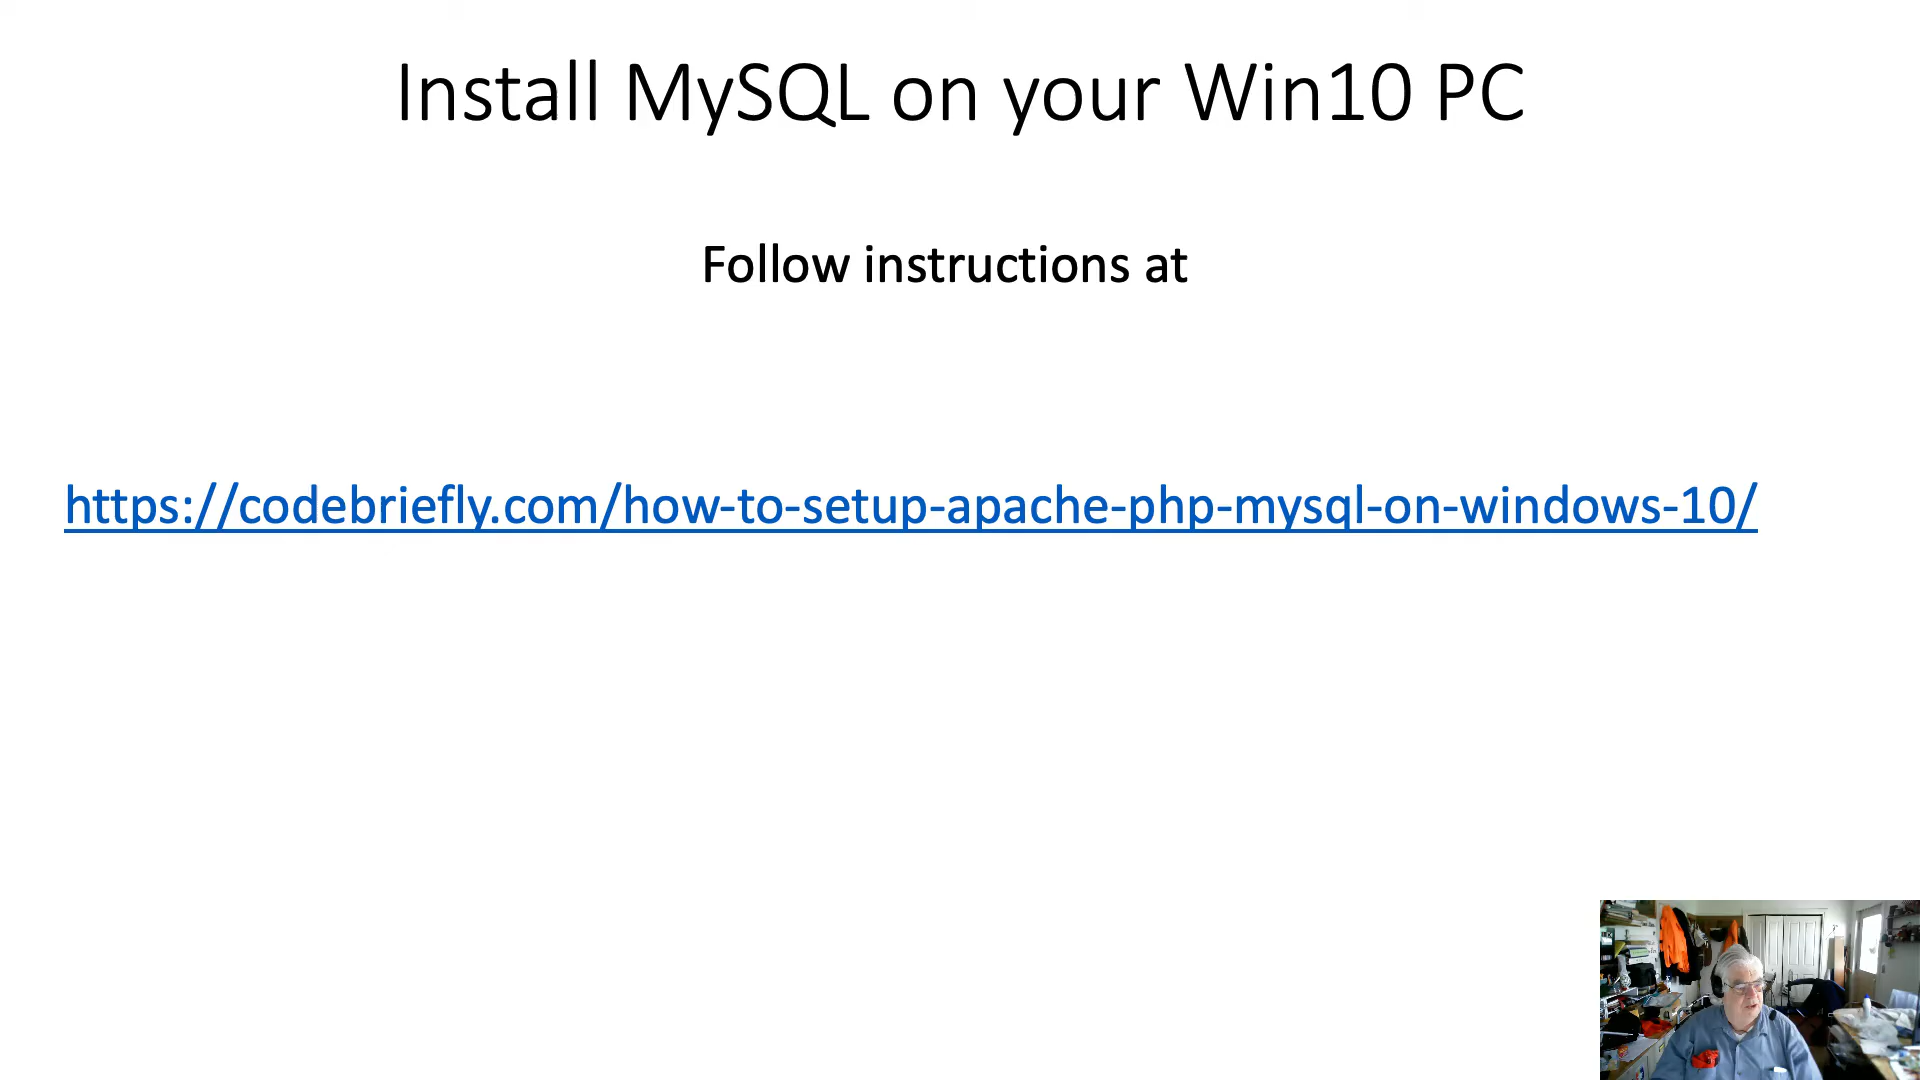 Install MySQL on your Win10 PC
Follow instructions at
https://codebriefly.com/how-to-setup-apache-php-mysql-on-windows-10/